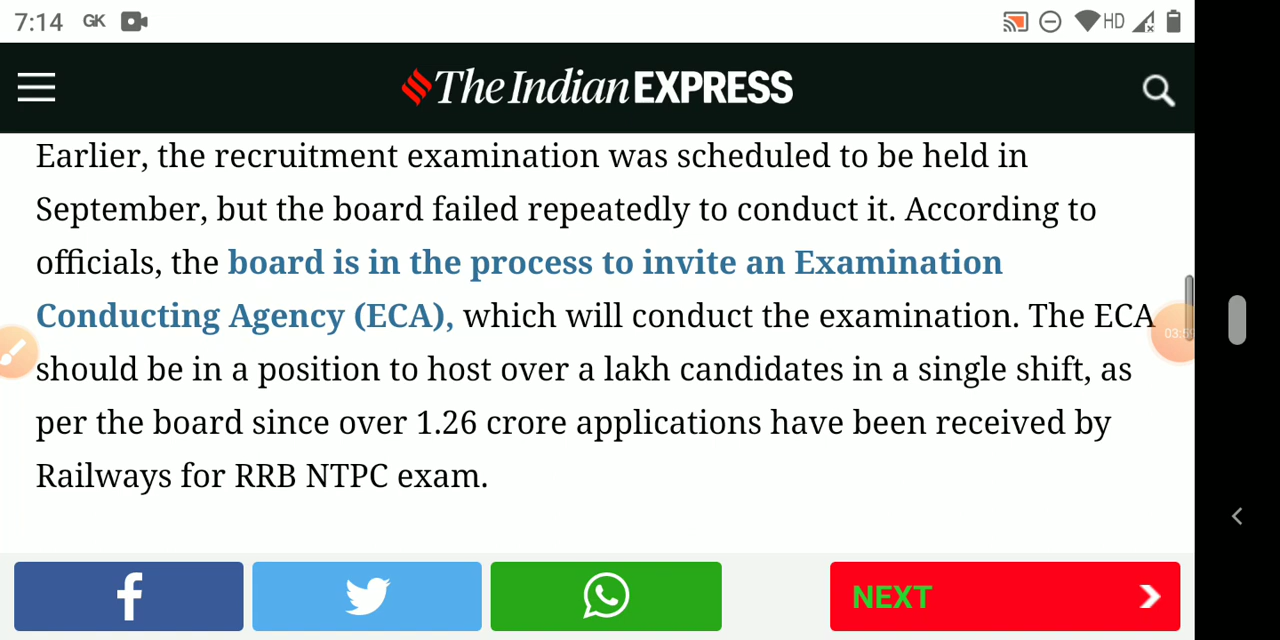 7:14 GK HD
The Indian EXPRESS
Earlier, the recruitment examination was scheduled to be held in
September, but the board failed repeatedly to conduct it. According to
officials, the board is in the process to invite an Examination
Conducting Agency (ECA), which will conduct the examination. The ECA
03:59
should be in a position to host over a lakh candidates in a single shift, as
per the board since over 1.26 crore applications have been received by
Railways for RRB NTPC exam.
NEXT